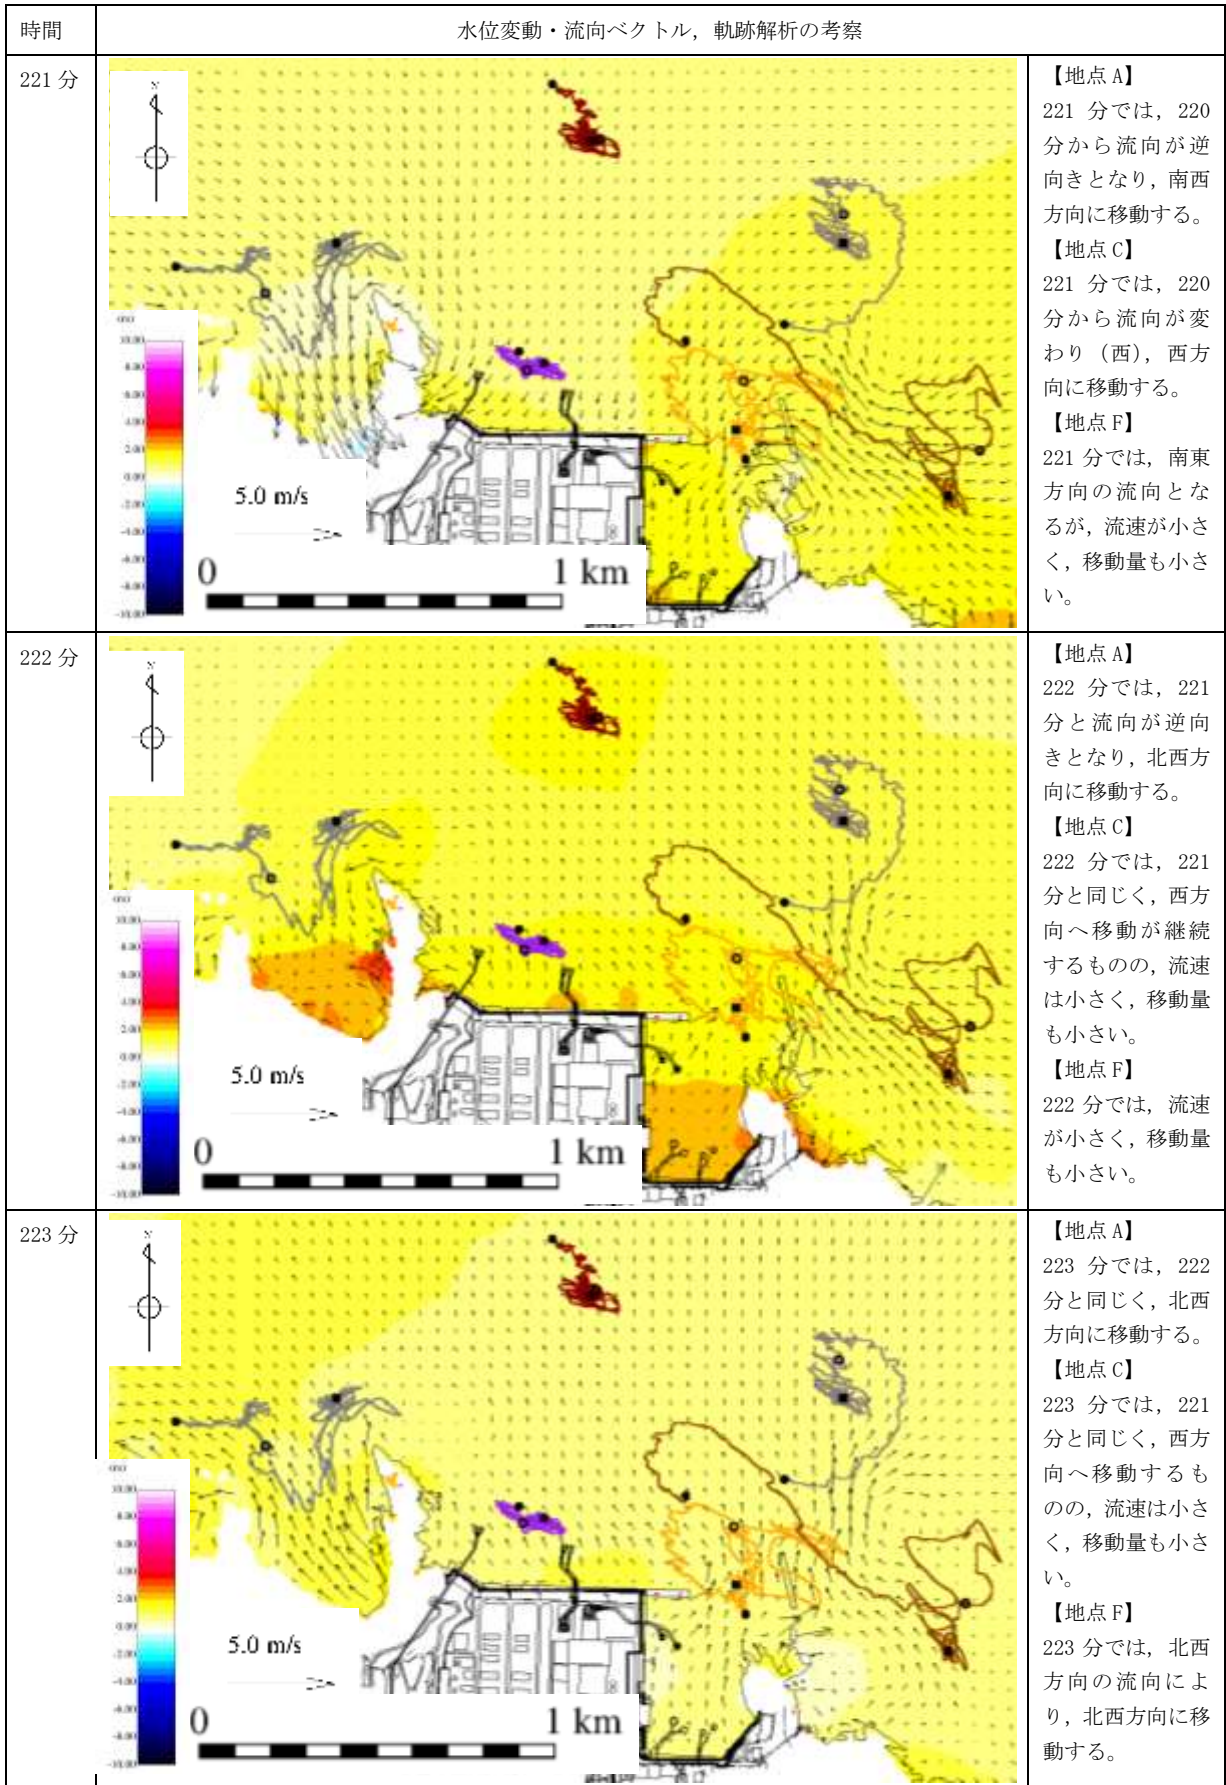 時間
水位変動・流向ベクトル，軌跡解析の考察
221 分
N
5.0 m/s
0
1 km
【地点 A】
221 分では，220
分から流向が逆
向きとなり，南西
方向に移動する。
【地点 C】
221 分では，220
分から流向が変
わり（西），西方
向に移動する。
【地点 F】
221 分では，南東
方向の流向とな
るが，流速が小さ
く，移動量も小さ
い。
222 分
N
5.0 m/s
0
1 km
【地点 A】
222 分では，221
分と流向が逆向
きとなり，北西方
向に移動する。
【地点 C】
222 分では，221
分と同じく，西方
向へ移動が継続
するものの，流速
は小さく，移動量
も小さい。
【地点 F】
222 分では，流速
が小さく，移動量
も小さい。
223 分
N
5.0 m/s
0
1 km
【地点 A】
223 分では，222
分と同じく，北西
方向に移動する。
【地点 C】
223 分では，221
分と同じく，西方
向へ移動するも
のの，流速は小さ
く，移動量も小さ
い。
【地点 F】
223 分では，北西
方向の流向によ
り，北西方向に移
動する。